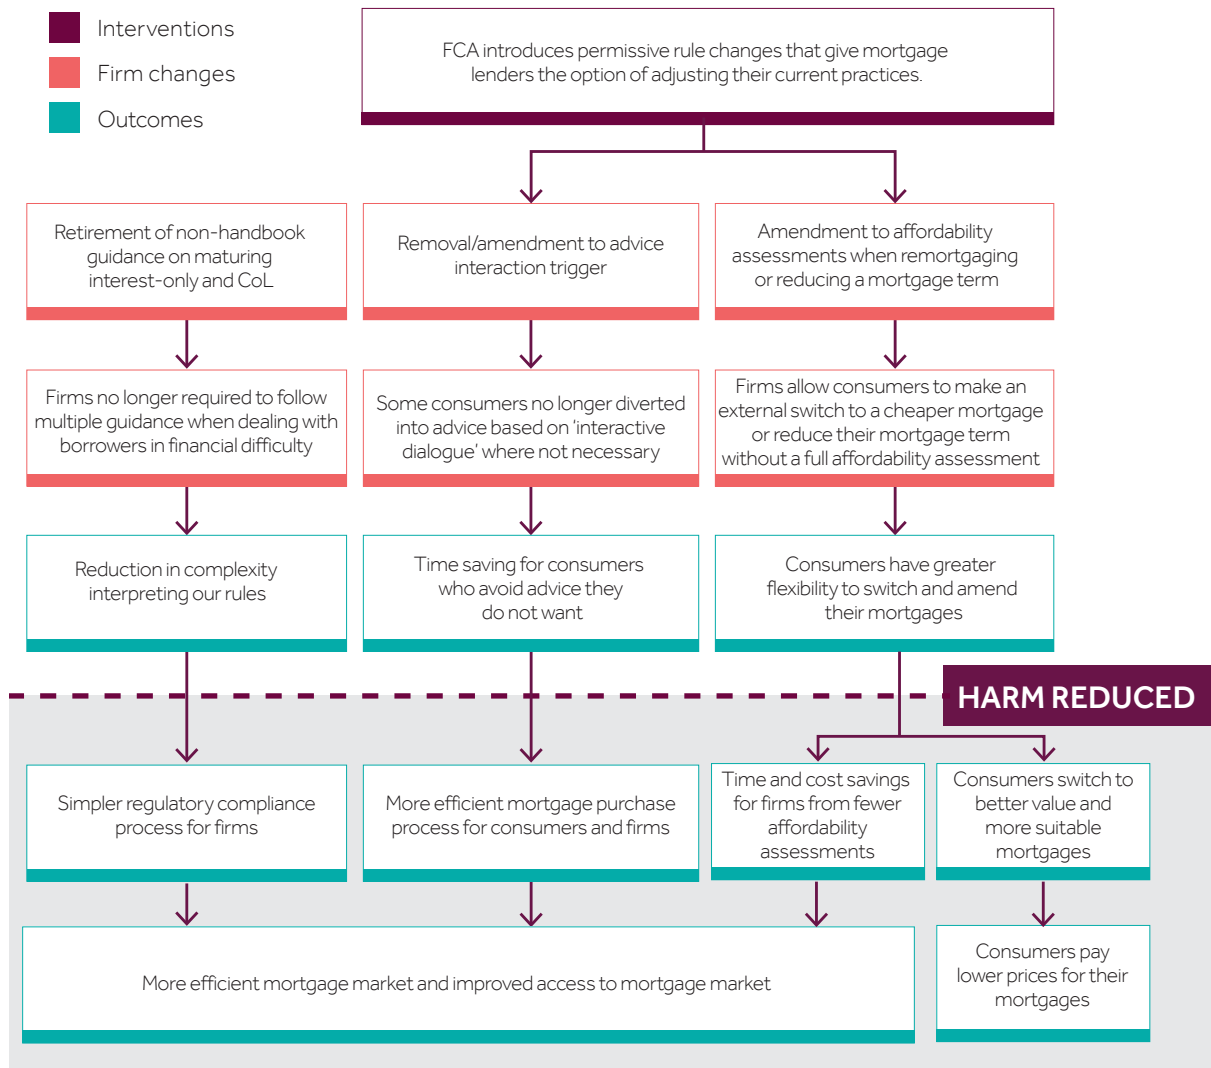 Interventions
Firm changes
Outcomes
FCA introduces permissive rule changes that give mortgage
lenders the option of adjusting their current practices.
Retirement of non-handbook
guidance on maturing
interest-only and CoL
Removal/amendment to advice
interaction trigger
Amendment to affordability
assessments when remortgaging
or reducing a mortgage term
Firms no longer required to follow
multiple guidance when dealing with
borrowers in financial difficulty
Some consumers no longer diverted
into advice based on 'interactive
dialogue' where not necessary
Firms allow consumers to make an
external switch to a cheaper mortgage
or reduce their mortgage term
without a full affordability assessment
Reduction in complexity
interpreting our rules
Time saving for consumers
who avoid advice they
do not want
Consumers have greater
flexibility to switch and amend
their mortgages
HARM REDUCED
Simpler regulatory compliance
process for firms
More efficient mortgage purchase
process for consumers and firms
Time and cost savings
for firms from fewer
affordability
assessments
Consumers switch to
better value and
more suitable
mortgages
More efficient mortgage market and improved access to mortgage market
Consumers pay
lower prices for their
mortgages